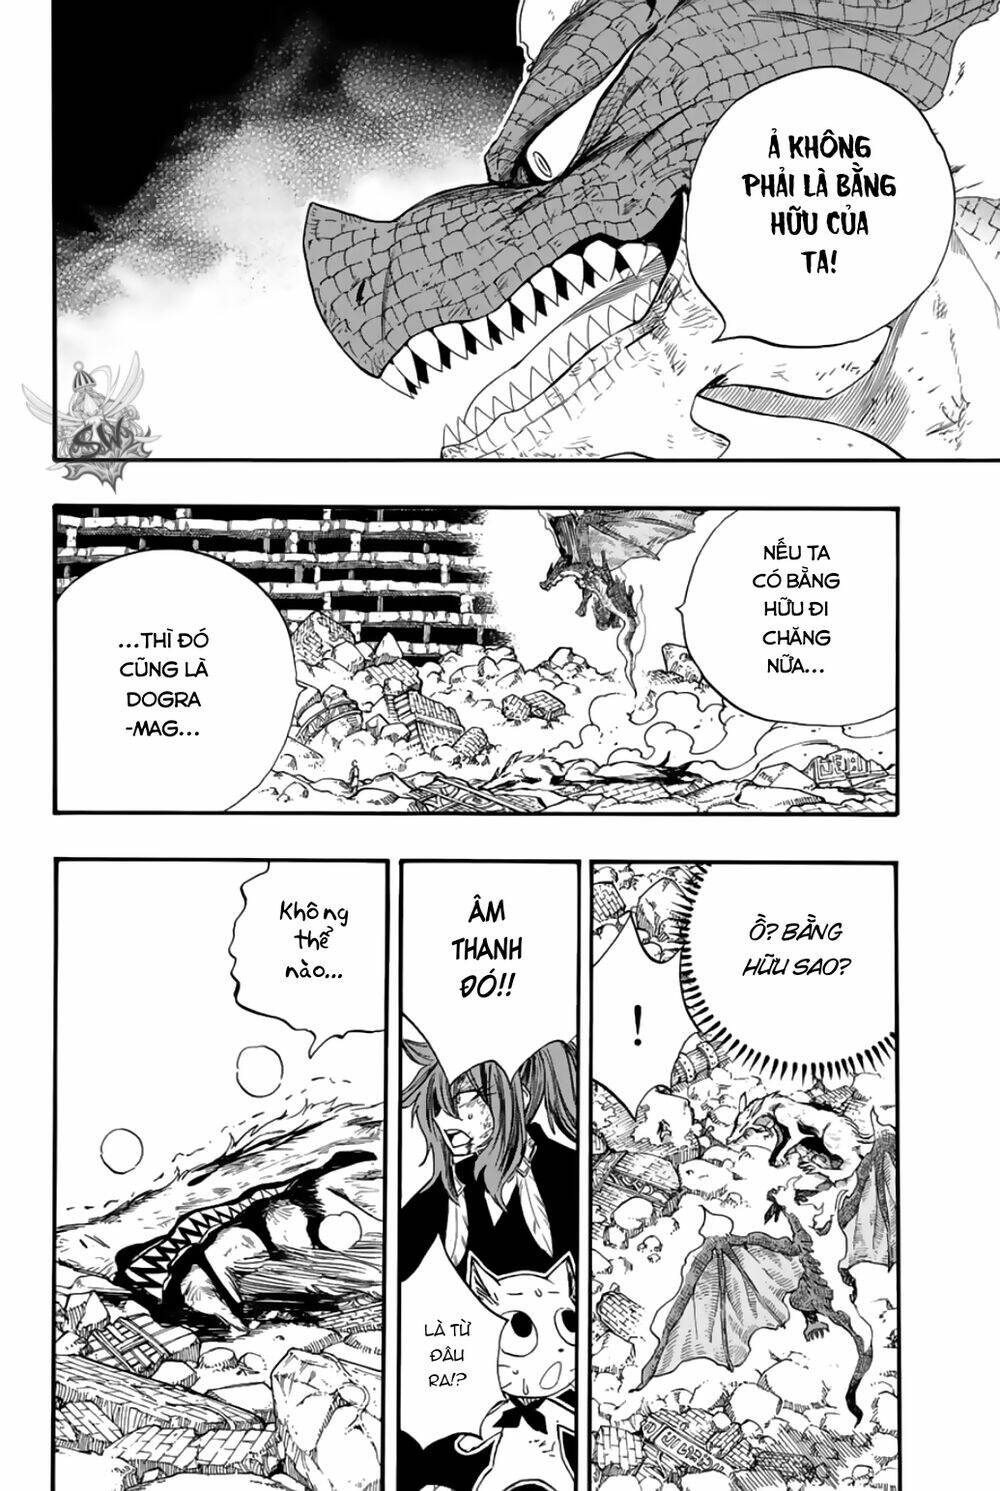 Ả KHÔNG
PHẢI LÀ BẰNG
HỮU CỦA
TA!
NẾU TA
CÓ BẰNG
HỮU ĐI
CHĂNG
NỮA...
...THÌ ĐÓ
CŨNG LÀ
DOGRA
-MAG...
Ồ? BẰNG
HỮU SAO?
!
ÂM
THANH
ĐÓ!!
LÀ TỪ
ĐÂU
RA!?
Không
thể
nào...
SW